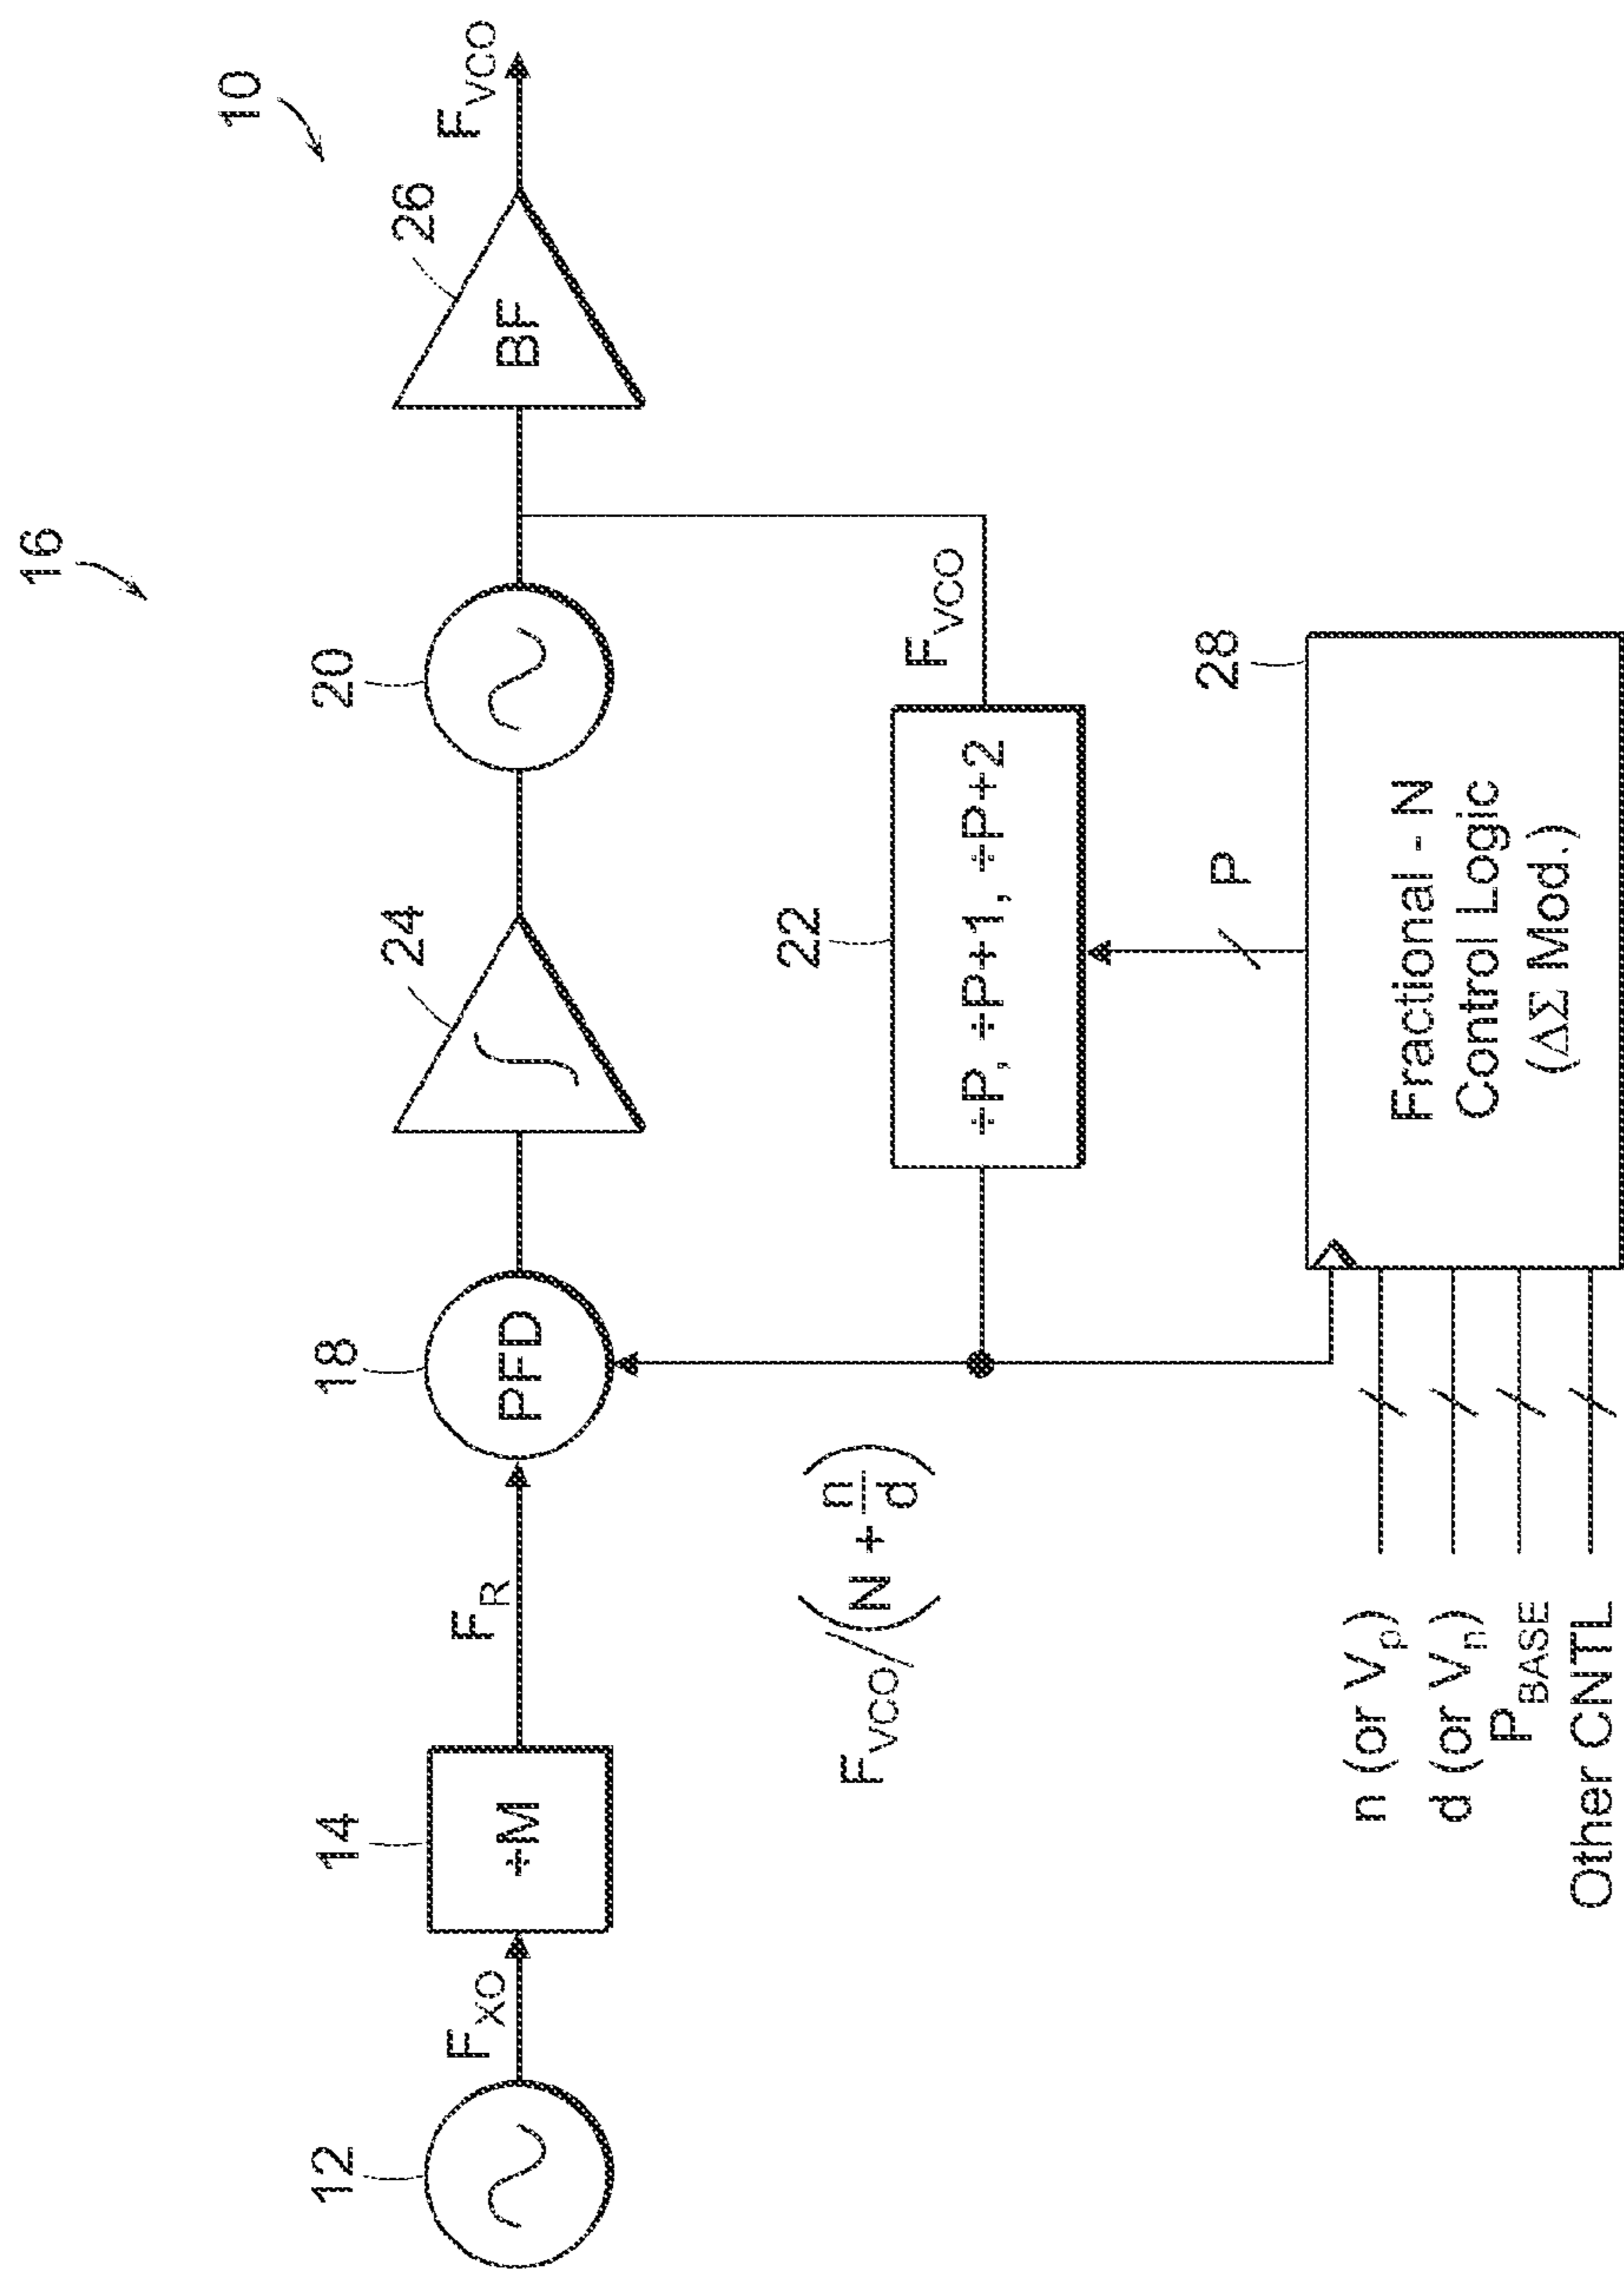 16
10
12
14
18
24
20
26
F_XO
÷M
F_R
PFD
BF
F_VCO
F_VCO/(N + n/d)
22
÷P, ÷P+1, ÷P+2
F_VCO
P
28
Fractional - N
Control Logic
(ΔΣ Mod.)
n (or V_p)
d (or V_n)
P_BASE
Other CNTL